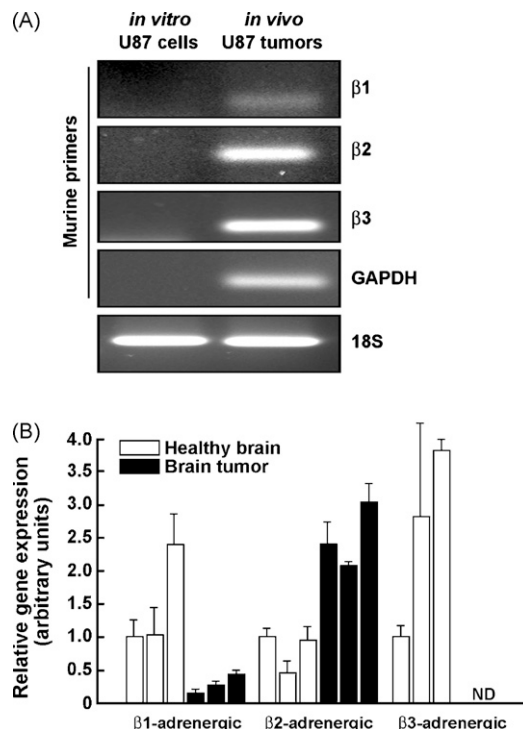 (A)
in vitro in vivo
U87 cells U87 tumors
Murine primers
β1
β2
β3
GAPDH
18S
(B)
Relative gene expression
(arbitrary units)
4.0
3.5
3.0
2.5
2.0
1.5
1.0
0.5
0
Healthy brain
Brain tumor
ND
β1-adrenergic β2-adrenergic β3-adrenergic